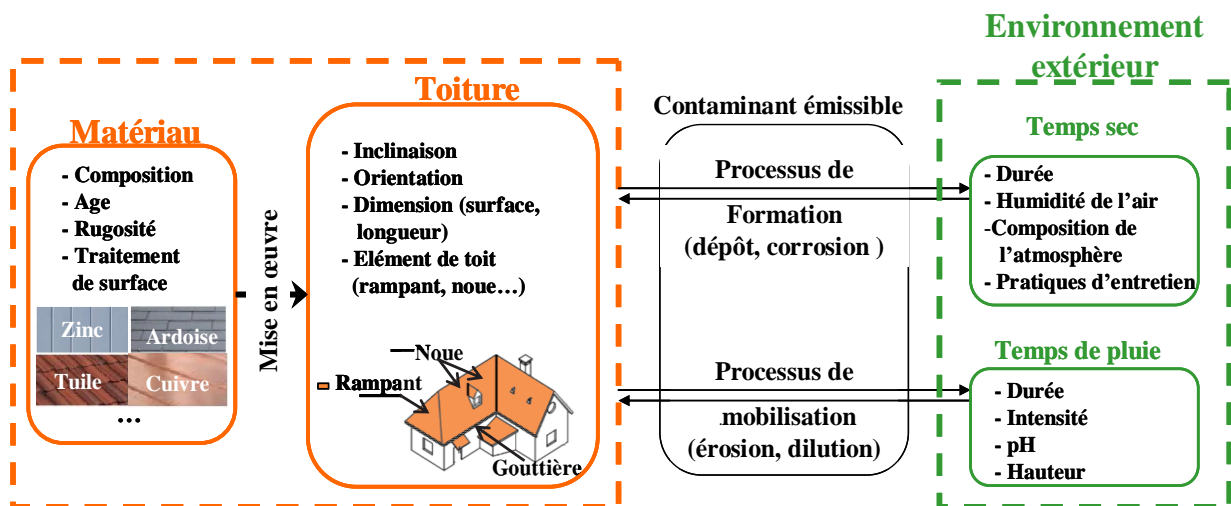 Toiture
Matériau
- Composition
- Age
- Rugosité
- Traitement
de surface
Zinc
Ardoise
Tuile
Cuivre
...
Mise en œuvre
- Inclinaison
- Orientation
- Dimension (surface,
longueur)
- Elément de toit
(rampant, noue…)
Noue
Rampant
Gouttière
Contaminant émissible
Processus de
Formation
(dépôt, corrosion )
Processus de
.mobilisation
(érosion, dilution)
Environnement
extérieur
Temps sec
- Durée
- Humidité de l’air
-Composition de
l’atmosphère
- Pratiques d’entretien
Temps de pluie
- Durée
- Intensité
- pH
- Hauteur